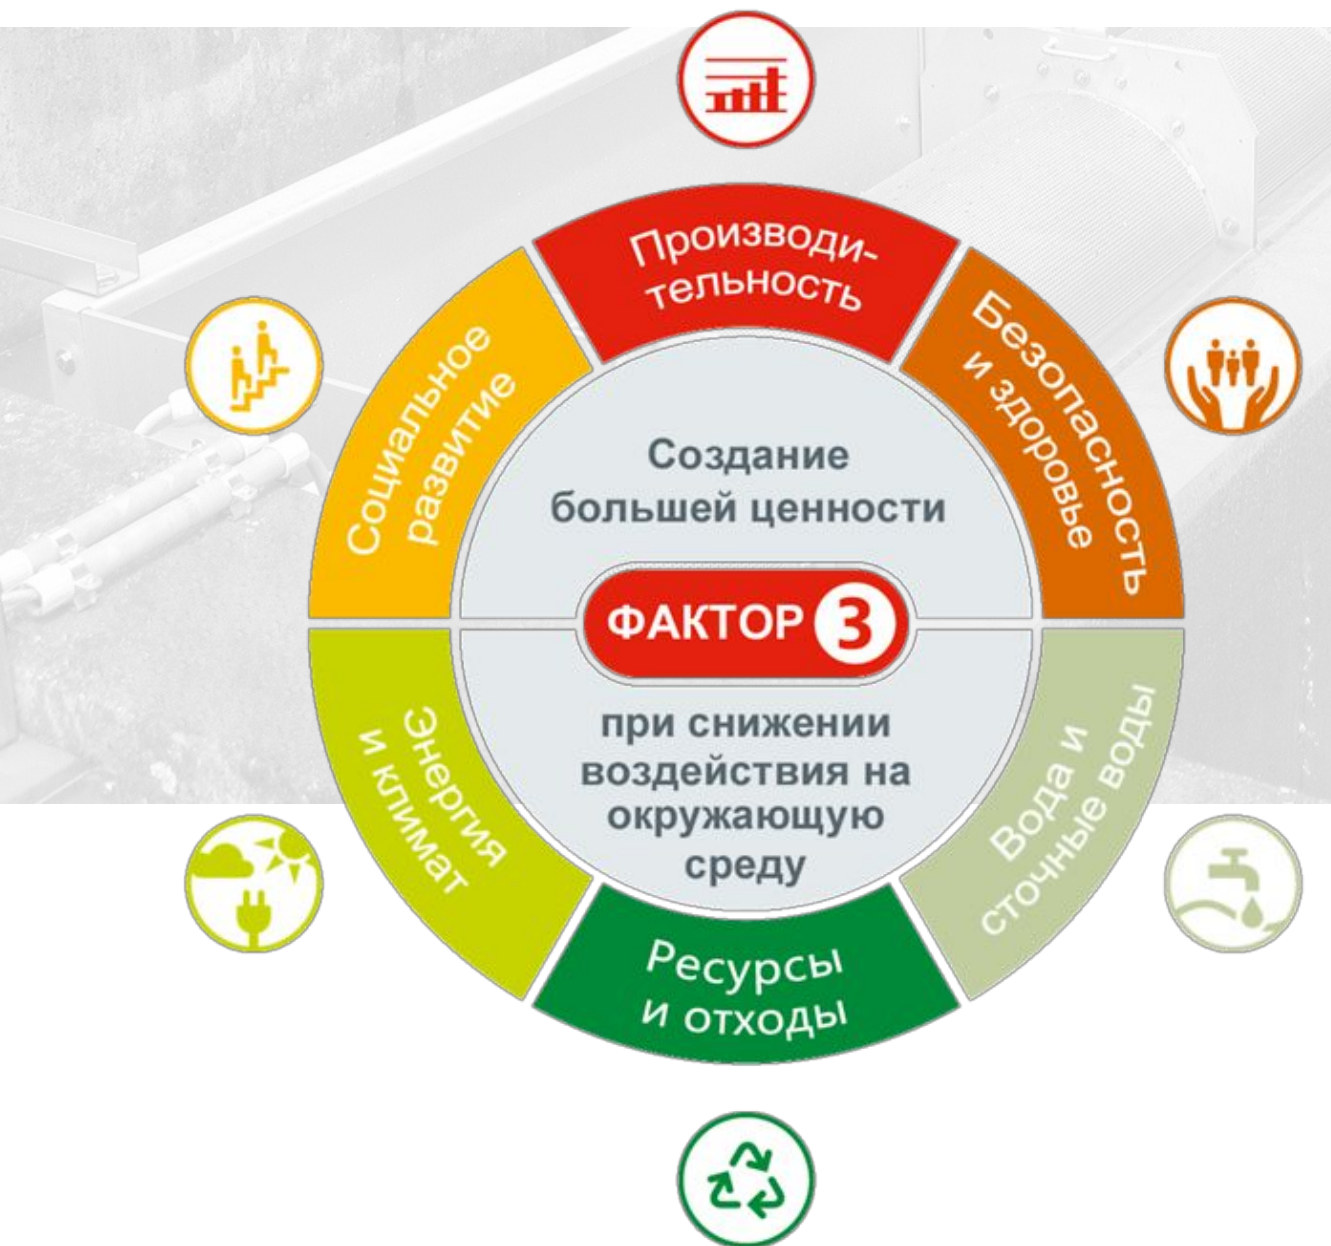 Производи-
тельность
Безопасность
и здоровье
Социальное
развитие
Создание
большей ценности
ФАКТОР 3
при снижении
воздействия на
окружающую
среду
Энергия
и климат
Вода и
сточные воды
Ресурсы
и отходы